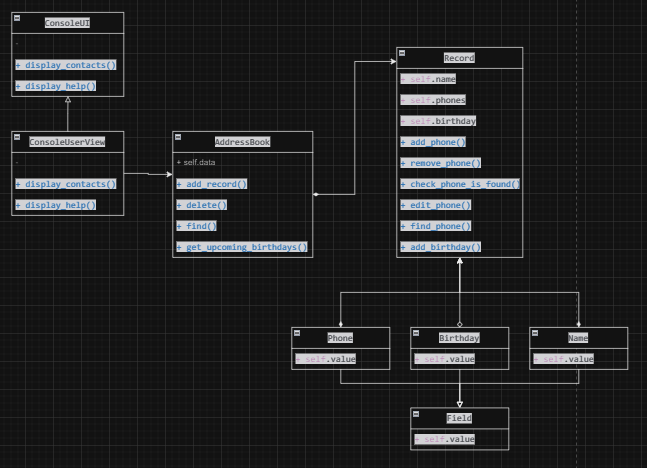 ConsoleUI
-
+ display_contacts()
+ display_help()
ConsoleUserView
-
+ display_contacts()
+ display_help()
AddressBook
+ self.data
+ add_record()
+ delete()
+ find()
+ get_upcoming_birthdays()
Record
+ self.name
+ self.phones
+ self.birthday
+ add_phone()
+ remove_phone()
+ check_phone_is_found()
+ edit_phone()
+ find_phone()
+ add_birthday()
Phone
+ self.value
Birthday
+ self.value
Name
+ self.value
Field
+ self.value